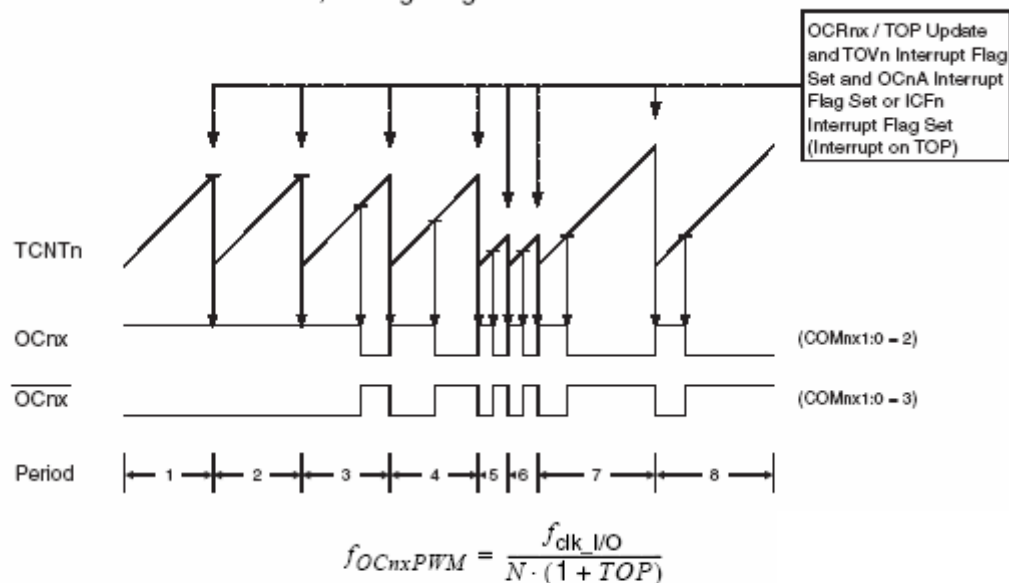 OCRnx / TOP Update
and TOVn Interrupt Flag
Set and OCnA Interrupt
Flag Set or ICFn
Interrupt Flag Set
(Interrupt on TOP)
TCNTn
OCnx
(COMnx1:0 = 2)
OCnx
(COMnx1:0 = 3)
Period
1 2 3 4 5 6 7 8
f_OCnxPWM = f_clk_I/O / N · (1 + TOP)